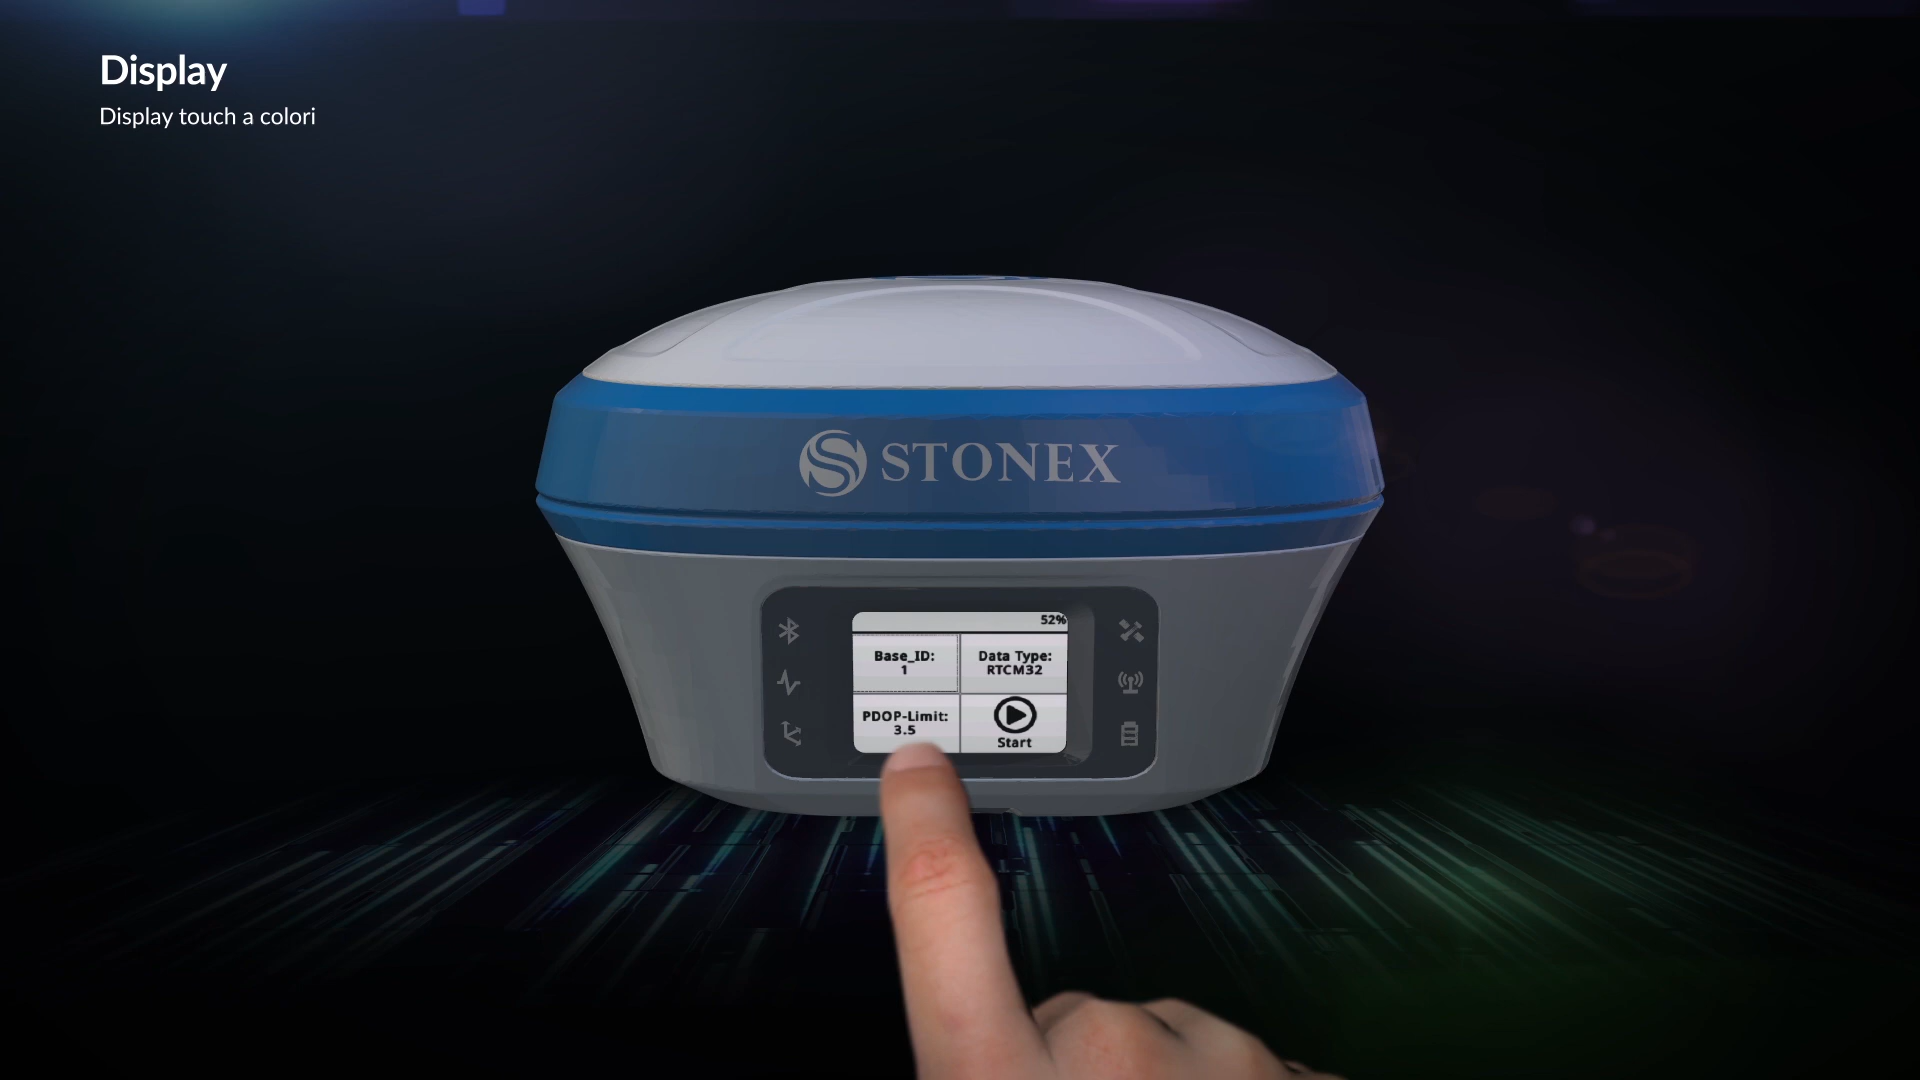 Display
Display touch a colori
STONEX
52%
Base_ID:
1
Data Type:
RTCM32
PDOP-Limit:
3.5
Start